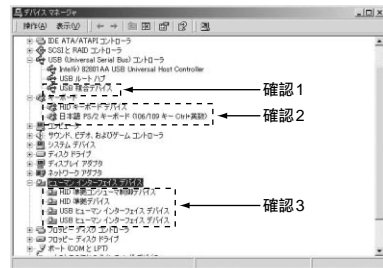 デバイス マネージャ
操作(A) 表示(V)
IDE ATA/ATAPI コントローラ
SCSI と RAID コントローラ
USB (Universal Serial Bus) コントローラ
Intel(r) 82801AA USB Universal Host Controller
USB ルート ハブ
USB 複合デバイス
確認1
キーボード
HID キーボード デバイス
日本語 PS/2 キーボード (106/109 キー Ctrl+英数)
確認2
コンピュータ
サウンド、ビデオ、およびゲーム コントローラ
システム デバイス
ディスク ドライブ
ディスプレイ アダプタ
ネットワーク アダプタ
ヒューマン インターフェイス デバイス
HID 準拠コンシューマ制御デバイス
HID 準拠デバイス
USB ヒューマン インターフェイス デバイス
確認3
USB ヒューマン インターフェイス デバイス
フロッピー ディスク コントローラ
フロッピー ディスク ドライブ
ポート (COM と LPT)